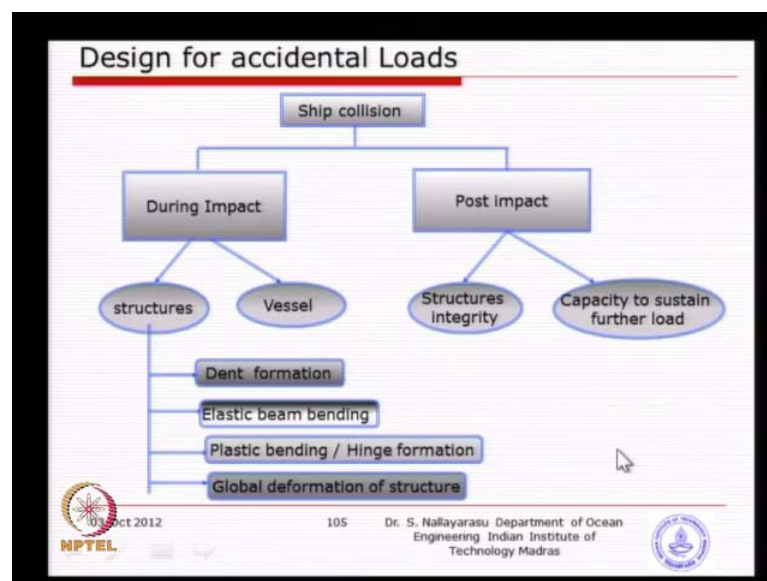 Design for accidental Loads
Ship collision
During Impact
Post impact
structures
Vessel
Structures
integrity
Capacity to sustain
further load
Dent formation
Elastic beam bending
Plastic bending / Hinge formation
Global deformation of structure
03 Oct 2012
105
Dr. S. Nallayarasu Department of Ocean
Engineering Indian Institute of
Technology Madras
NPTEL